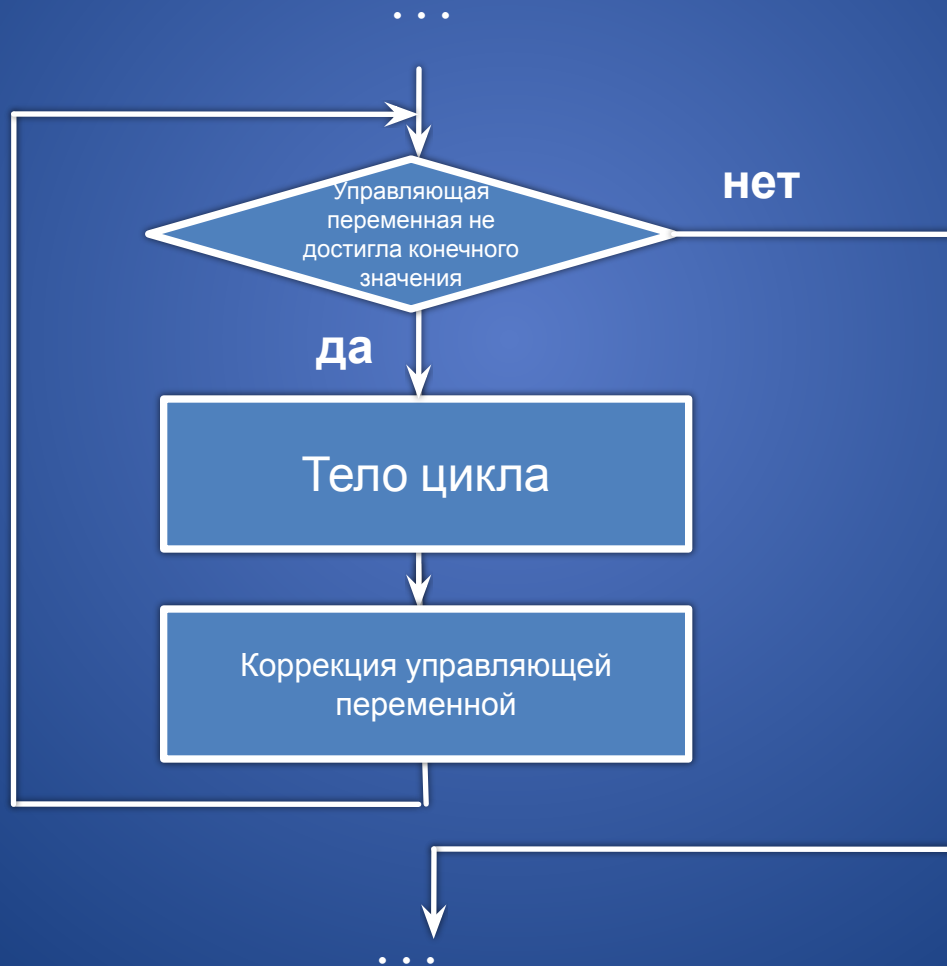 . . .
Управляющая
переменная не
достигла конечного
значения
нет
да
Тело цикла
Коррекция управляющей
переменной
. . .